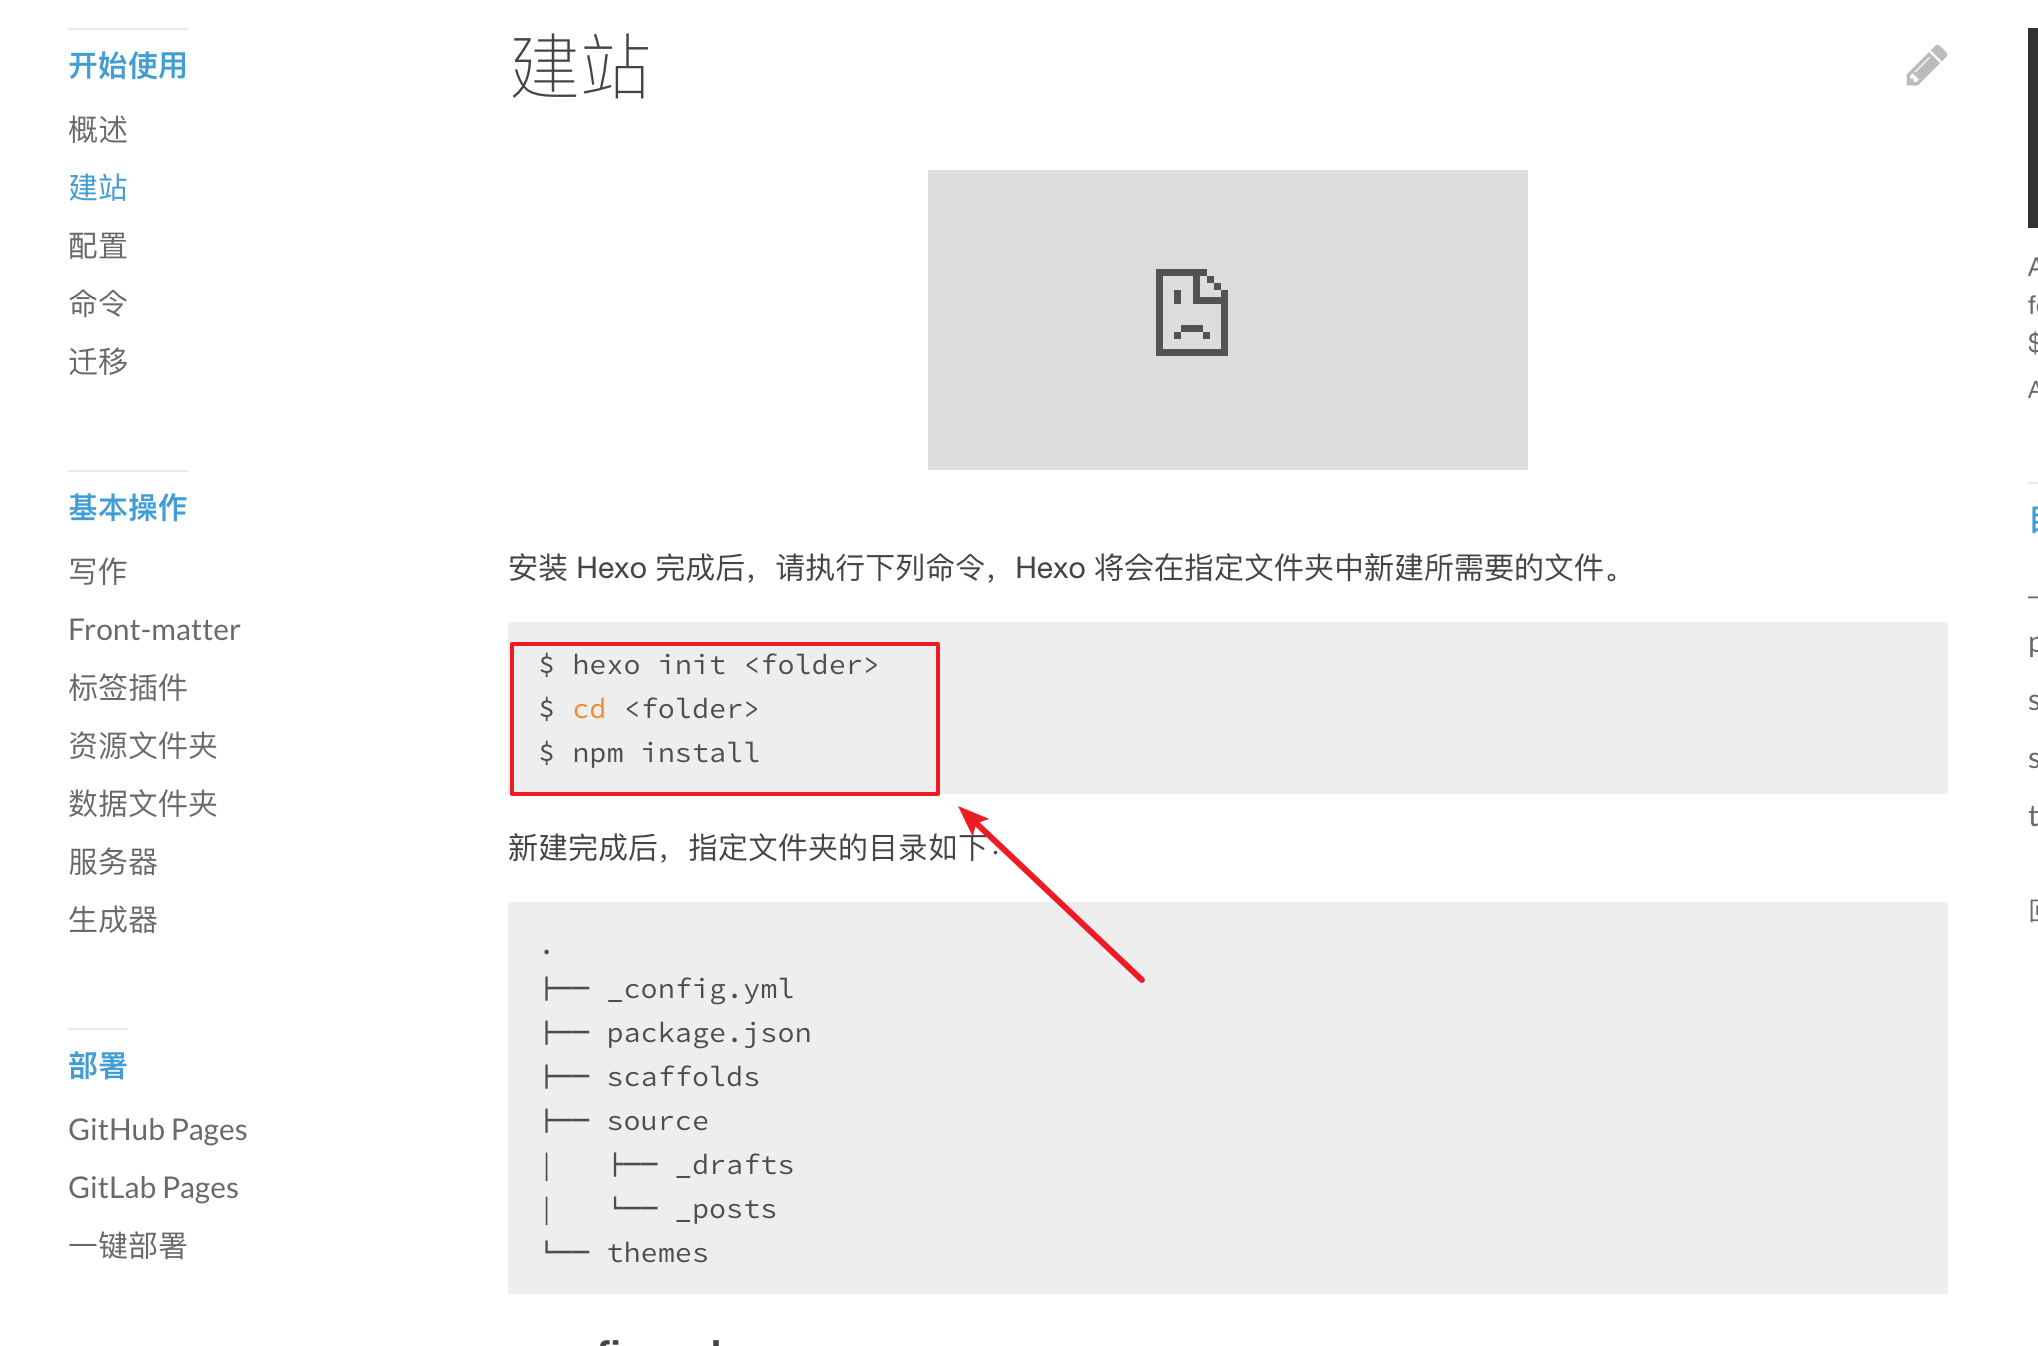 开始使用
概述
建站
配置
命令
迁移
基本操作
写作
Front-matter
标签插件
资源文件夹
数据文件夹
服务器
生成器
部署
GitHub Pages
GitLab Pages
一键部署
建站
安装 Hexo 完成后，请执行下列命令，Hexo 将会在指定文件夹中新建所需要的文件。
$ hexo init <folder>
$ cd <folder>
$ npm install
新建完成后，指定文件夹的目录如下：
.
├── _config.yml
├── package.json
├── scaffolds
├── source
|   ├── _drafts
|   └── _posts
└── themes